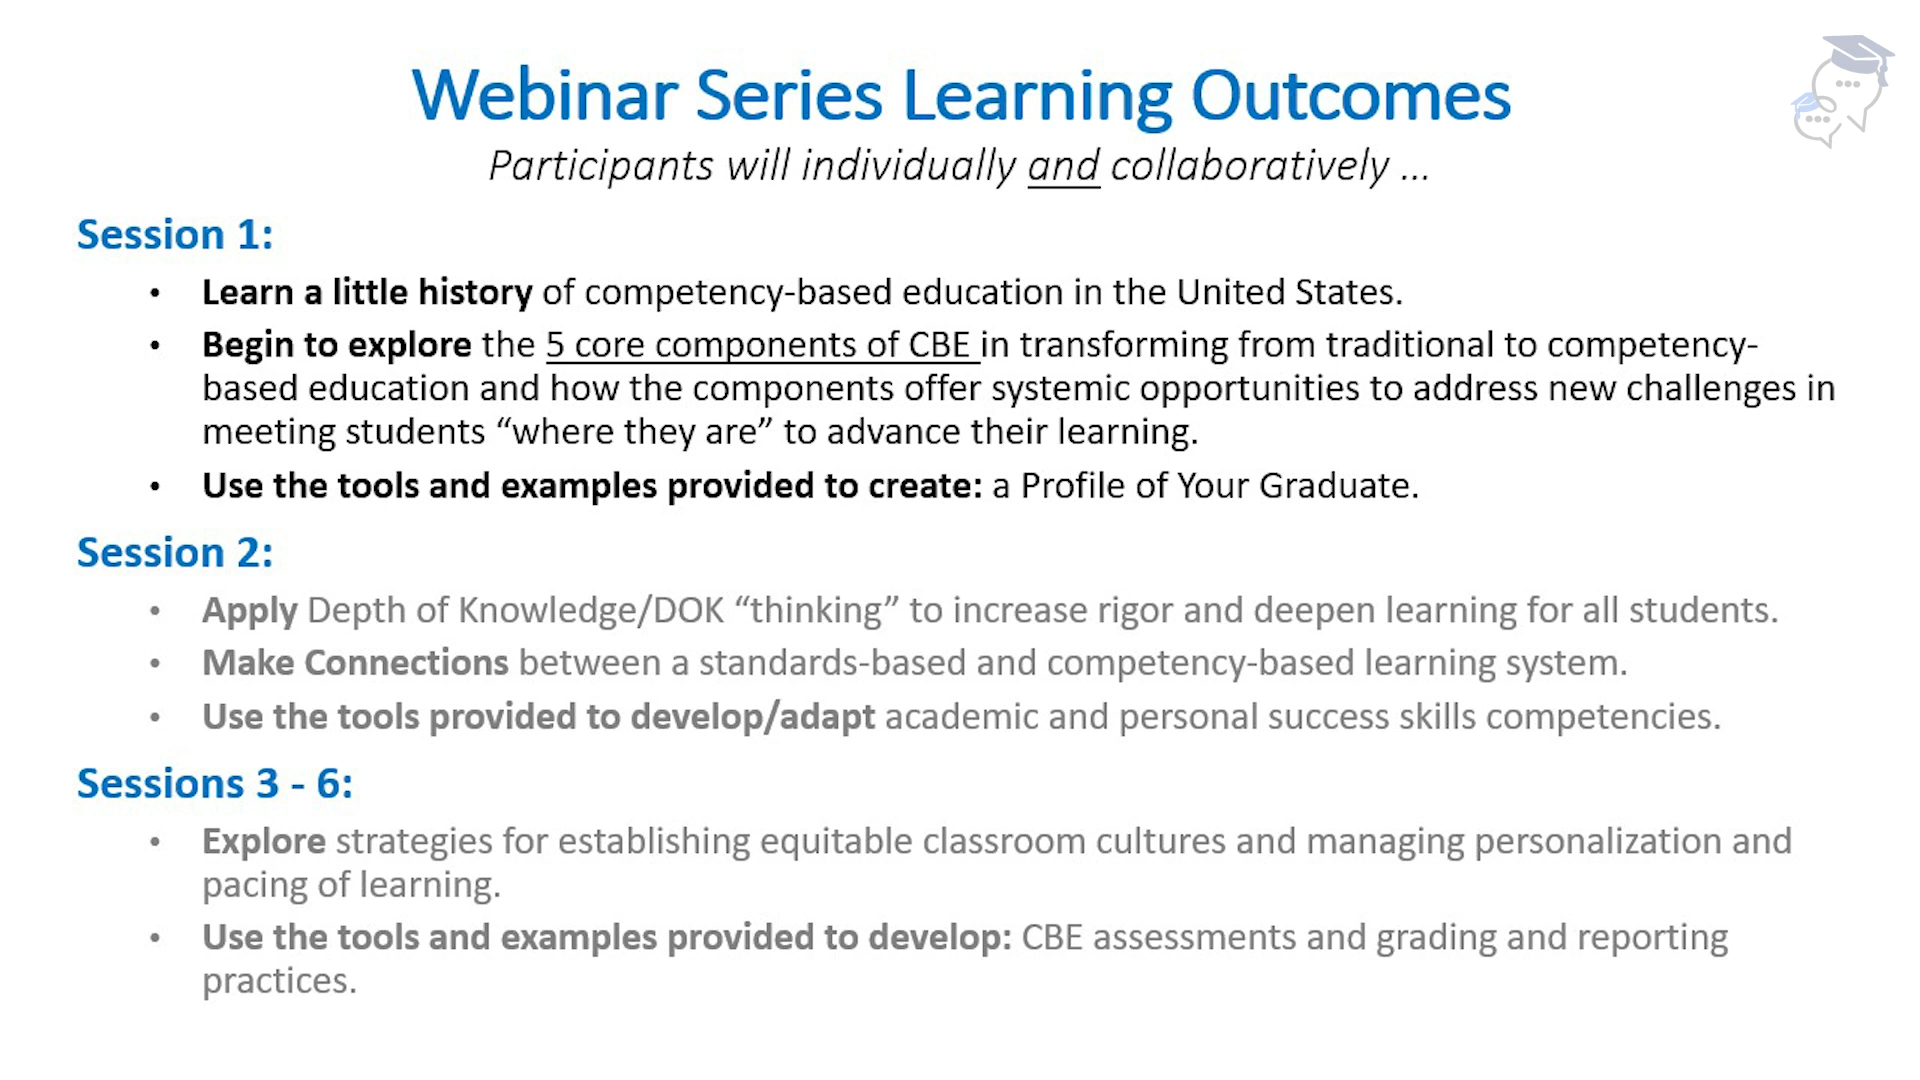 Webinar Series Learning Outcomes
Participants will individually and collaboratively ...
Session 1:
• Learn a little history of competency-based education in the United States.
• Begin to explore the 5 core components of CBE in transforming from traditional to competency-
based education and how the components offer systemic opportunities to address new challenges in
meeting students “where they are” to advance their learning.
• Use the tools and examples provided to create: a Profile of Your Graduate.
Session 2:
• Apply Depth of Knowledge/DOK “thinking” to increase rigor and deepen learning for all students.
• Make Connections between a standards-based and competency-based learning system.
• Use the tools provided to develop/adapt academic and personal success skills competencies.
Sessions 3 - 6:
• Explore strategies for establishing equitable classroom cultures and managing personalization and
pacing of learning.
• Use the tools and examples provided to develop: CBE assessments and grading and reporting
practices.